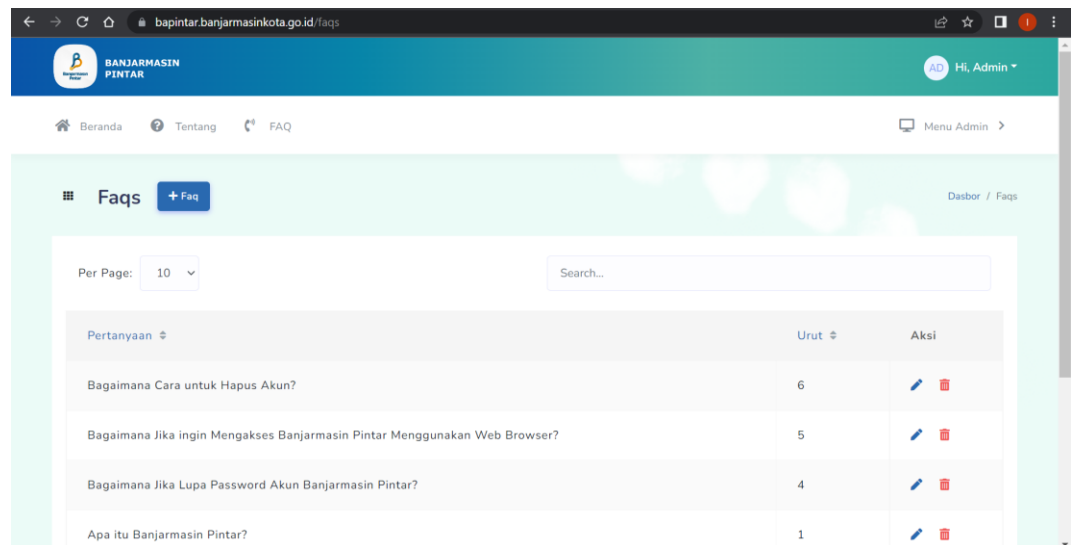 bapintar.banjarmasinkota.go.id/faqs
I
BANJARMASIN
PINTAR
AD Hi, Admin
Beranda Tentang FAQ Menu Admin
Faqs + Faq Dasbor / Faqs
Per Page: 10 Search...
Pertanyaan Urut Aksi
Bagaimana Cara untuk Hapus Akun? 6
Bagaimana Jika ingin Mengakses Banjarmasin Pintar Menggunakan Web Browser? 5
Bagaimana Jika Lupa Password Akun Banjarmasin Pintar? 4
Apa itu Banjarmasin Pintar? 1